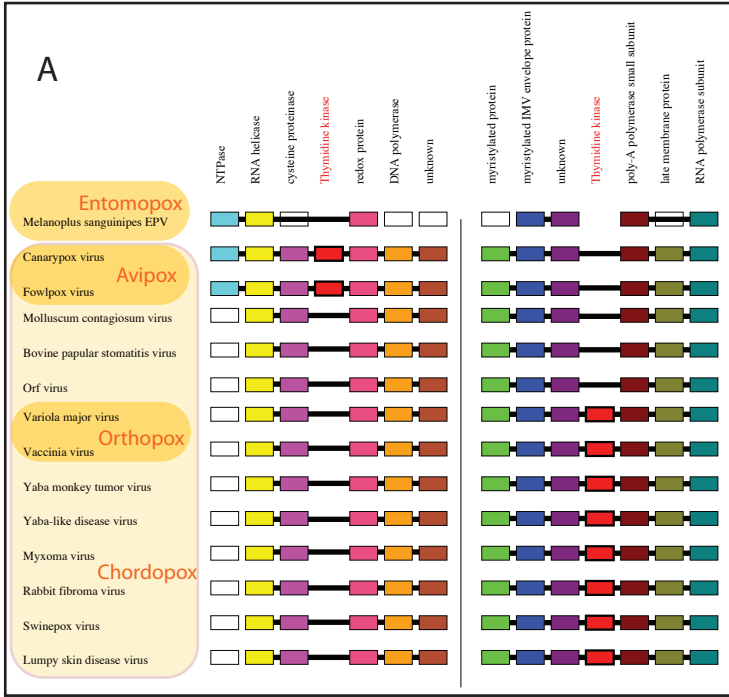 A
NTPase
RNA helicase
cysteine proteinase
Thymidine kinase
redox protein
DNA polymerase
unknown
myristylated protein
myristylated IMV envelope protein
unknown
Thymidine kinase
poly-A polymerase small subunit
late membrane protein
RNA polymerase subunit
Entomopox
Melanoplus sanguinipes EPV
Canarypox virus
Avipox
Fowlpox virus
Molluscum contagiosum virus
Bovine papular stomatitis virus
Orf virus
Variola major virus
Orthopox
Vaccinia virus
Yaba monkey tumor virus
Yaba-like disease virus
Myxoma virus
Chordopox
Rabbit fibroma virus
Swinepox virus
Lumpy skin disease virus